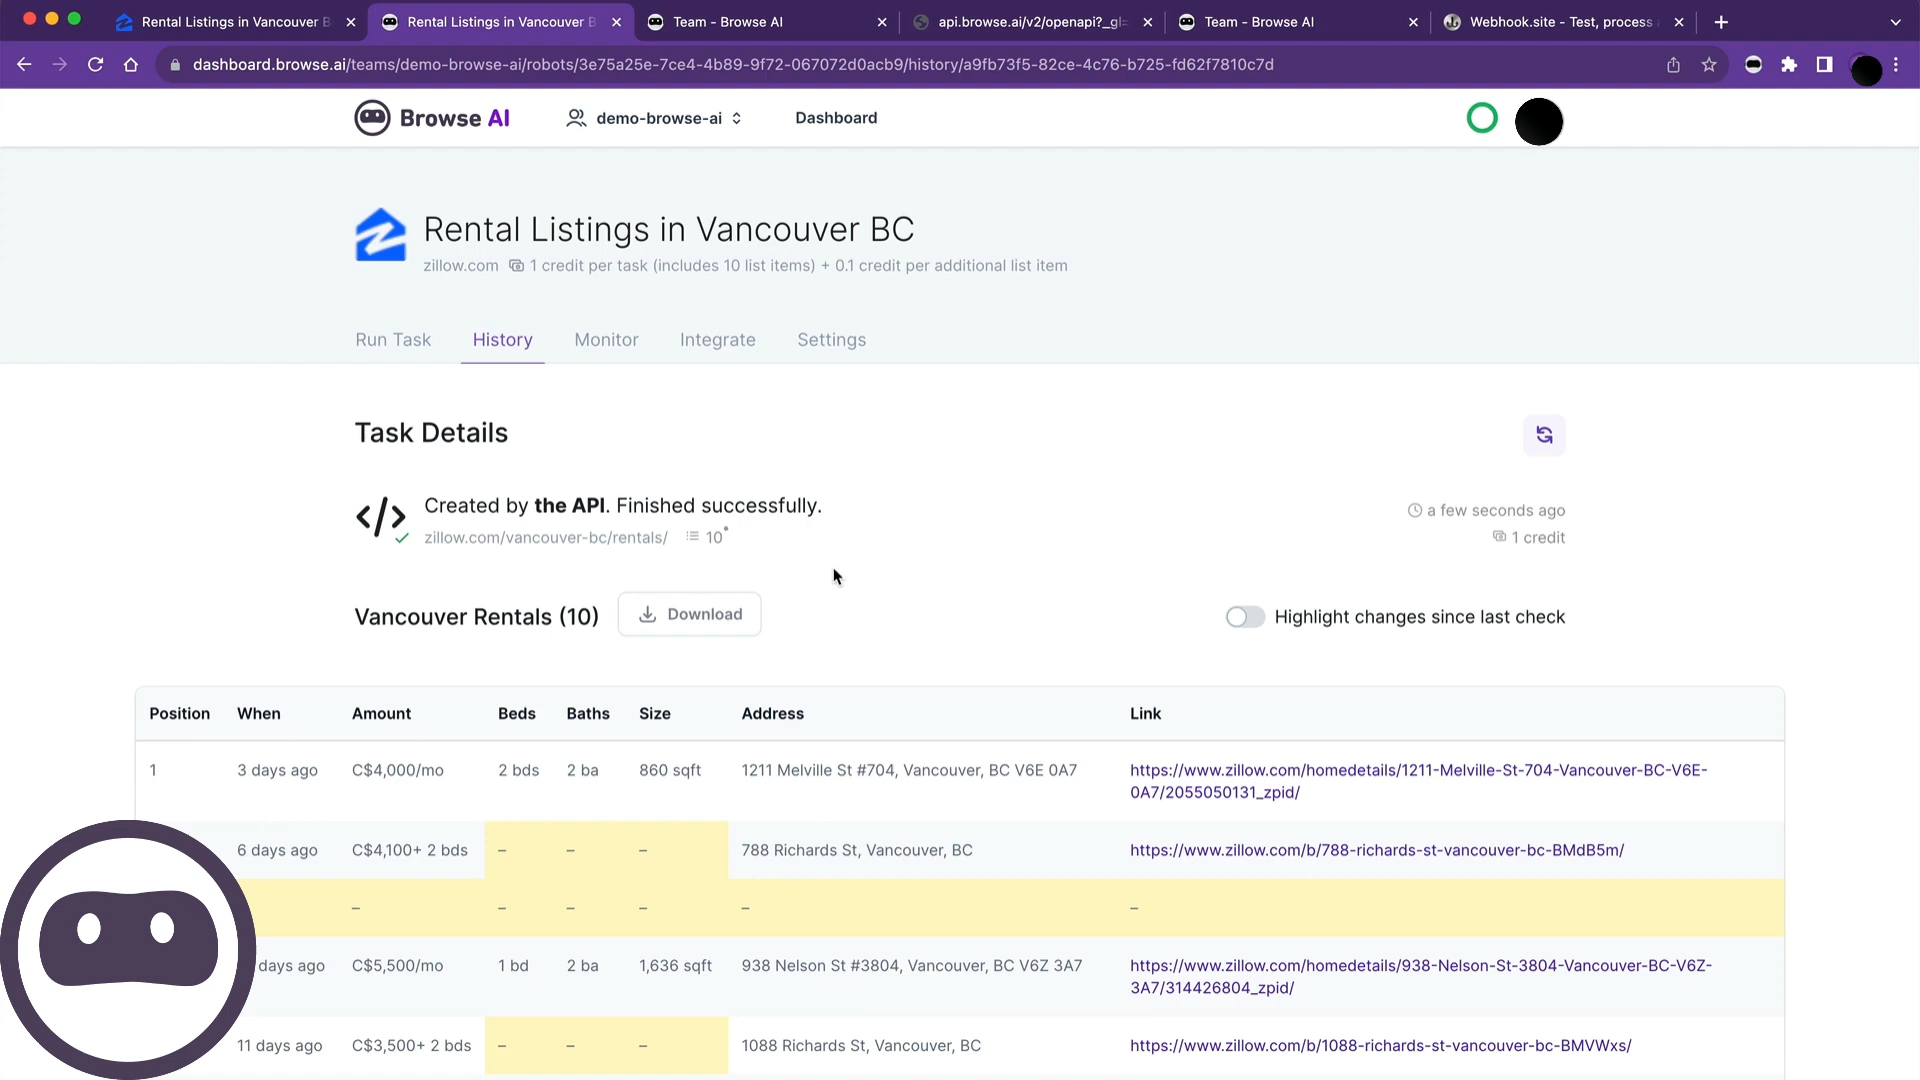 Rental Listings in Vancouver B
Rental Listings in Vancouver B
Team - Browse AI
api.browse.ai/v2/openapi?_gl=
Team - Browse AI
Webhook.site - Test, process
dashboard.browse.ai/teams/demo-browse-ai/robots/3e75a25e-7ce4-4b89-9f72-067072d0acb9/history/a9fb73f5-82ce-4c76-b725-fd62f7810c7d
Browse AI
demo-browse-ai
Dashboard
Rental Listings in Vancouver BC
zillow.com 1 credit per task (includes 10 list items) + 0.1 credit per additional list item
Run Task History Monitor Integrate Settings
Task Details
Created by the API. Finished successfully.
a few seconds ago
zillow.com/vancouver-bc/rentals/ 10*
1 credit
Vancouver Rentals (10) Download
Highlight changes since last check
Position When Amount Beds Baths Size Address Link
1 3 days ago C$4,000/mo 2 bds 2 ba 860 sqft 1211 Melville St #704, Vancouver, BC V6E 0A7 https://www.zillow.com/homedetails/1211-Melville-St-704-Vancouver-BC-V6E-
0A7/2055050131_zpid/
6 days ago C$4,100+ 2 bds – – – 788 Richards St, Vancouver, BC https://www.zillow.com/b/788-richards-st-vancouver-bc-BMdB5m/
– – – – – –
days ago C$5,500/mo 1 bd 2 ba 1,636 sqft 938 Nelson St #3804, Vancouver, BC V6Z 3A7 https://www.zillow.com/homedetails/938-Nelson-St-3804-Vancouver-BC-V6Z-
3A7/314426804_zpid/
11 days ago C$3,500+ 2 bds – – – 1088 Richards St, Vancouver, BC https://www.zillow.com/b/1088-richards-st-vancouver-bc-BMVWxs/